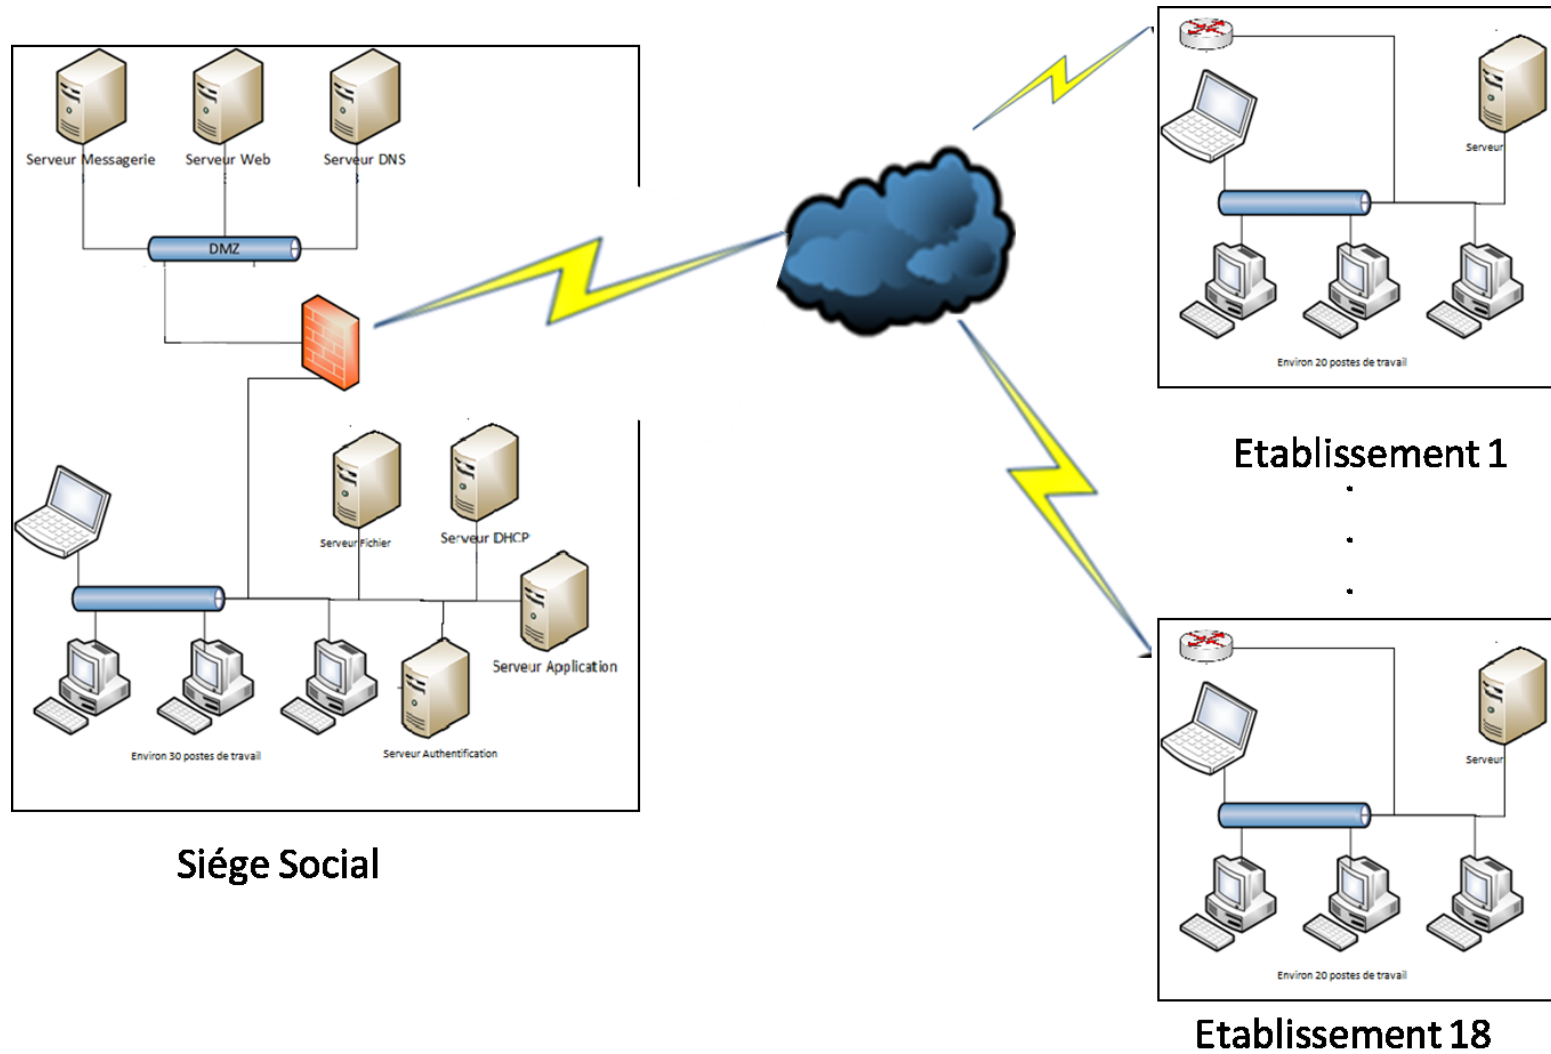 Serveur Messagerie
Serveur Web
Serveur DNS
DMZ
Serveur Fichier
Serveur DHCP
Serveur Application
Serveur Authentification
Environ 30 postes de travail
Siége Social
Serveur
Environ 20 postes de travail
Etablissement 1
.
.
.
Serveur
Environ 20 postes de travail
Etablissement 18